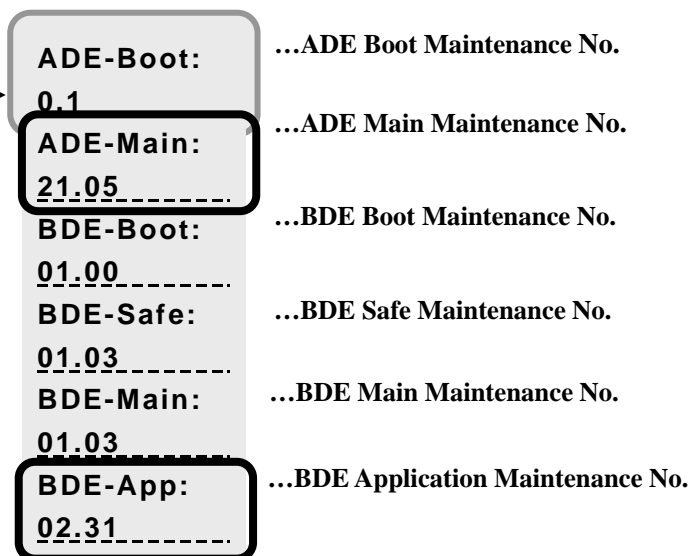 ADE-Boot: …ADE Boot Maintenance No.
0.1
ADE-Main: …ADE Main Maintenance No.
21.05
BDE-Boot: …BDE Boot Maintenance No.
01.00
BDE-Safe: …BDE Safe Maintenance No.
01.03
BDE-Main: …BDE Main Maintenance No.
01.03
BDE-App: …BDE Application Maintenance No.
02.31